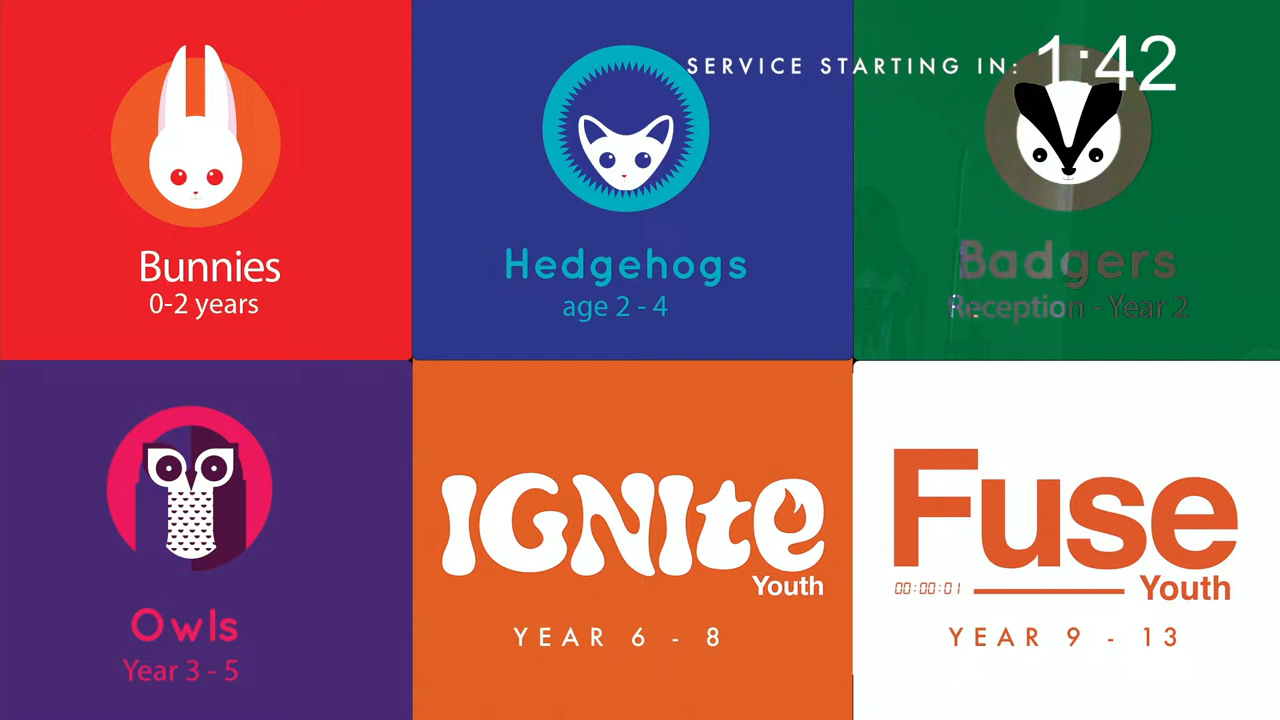 SERVICE STARTING IN: 1:42
Bunnies
0-2 years
Hedgehogs
age 2 - 4
Badgers
Reception - Year 2
Owls
Year 3 - 5
IGNIte
Youth
YEAR 6 - 8
Fuse
00:00:01
Youth
YEAR 9 - 13